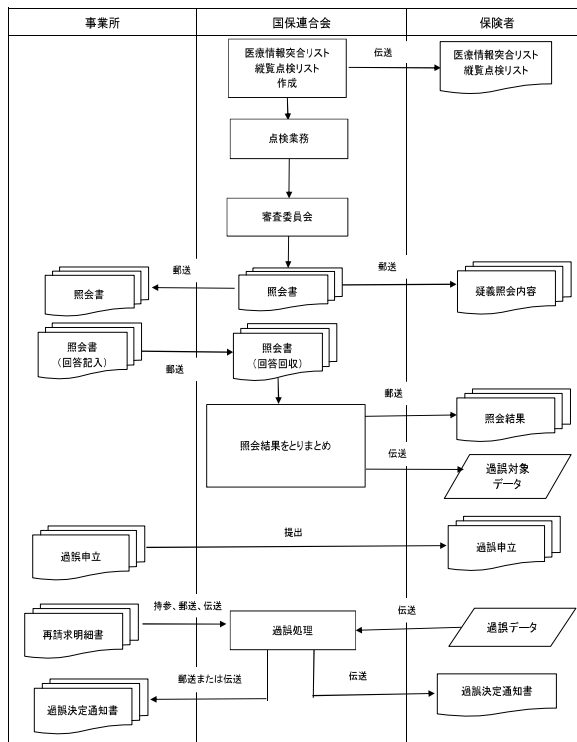 事業所
国保連合会
保険者
医療情報突合リスト
縦覧点検リスト
作成
伝送
医療情報突合リスト
縦覧点検リスト
点検業務
審査委員会
郵送
郵送
照会書
照会書
疑義照会内容
照会書
(回答記入)
郵送
照会書
(回答回収)
郵送
照会結果
照会結果をとりまとめ
伝送
過誤対象
データ
提出
過誤申立
過誤申立
持参、郵送、伝送
伝送
再請求明細書
過誤処理
過誤データ
郵送または伝送
伝送
過誤決定通知書
過誤決定通知書